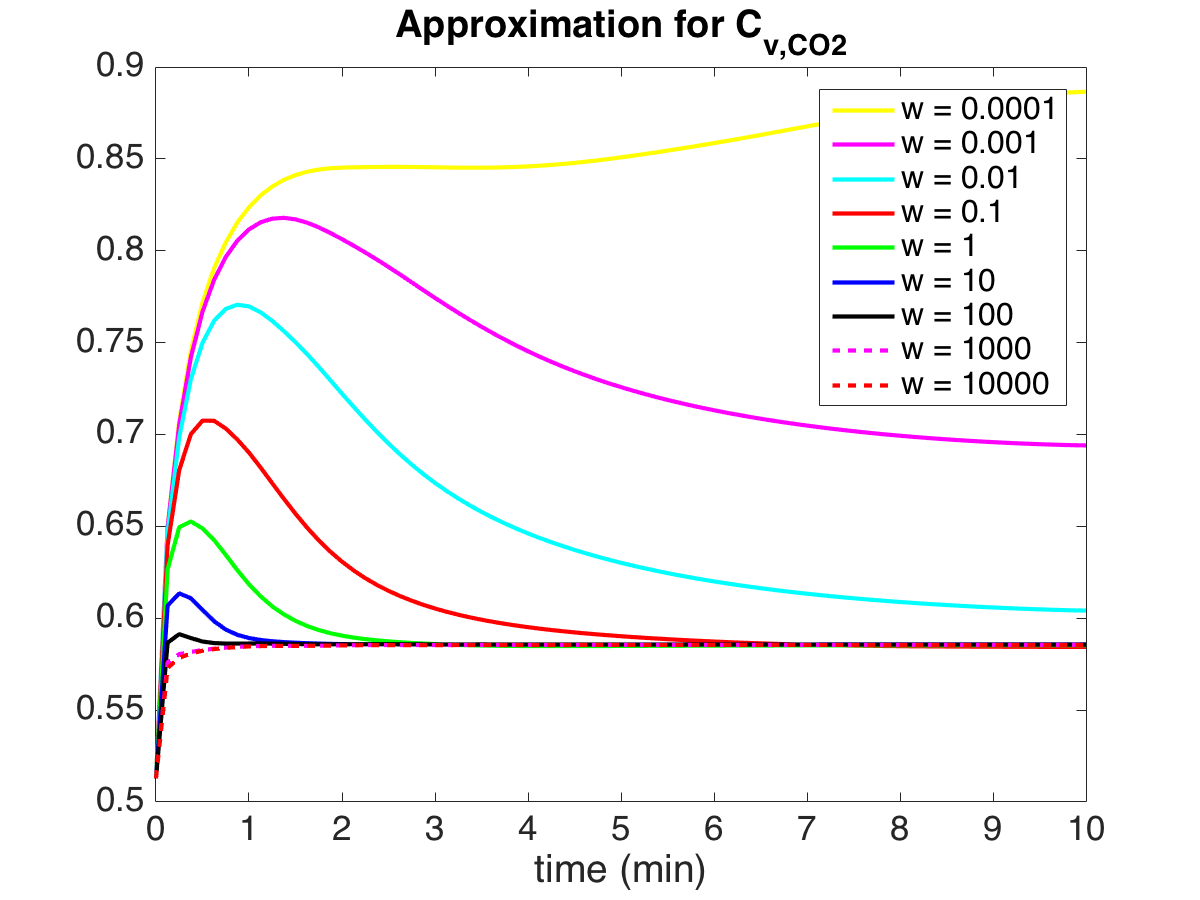 Approximation for C_v,CO2
0.9
0.85
0.8
0.75
0.7
0.65
0.6
0.55
0.5
w = 0.0001
w = 0.001
w = 0.01
w = 0.1
w = 1
w = 10
w = 100
w = 1000
w = 10000
0 1 2 3 4 5 6 7 8 9 10
time (min)